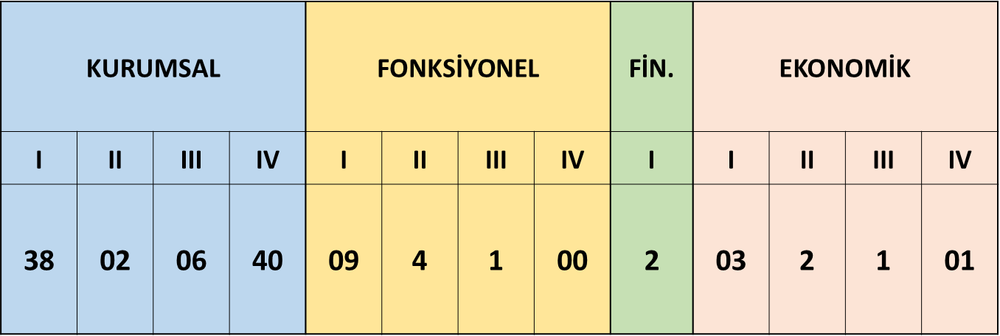 KURUMSAL FONKSİYONEL FİN. EKONOMİK
I II III IV I II III IV I I II III IV
38 02 06 40 09 4 1 00 2 03 2 1 01